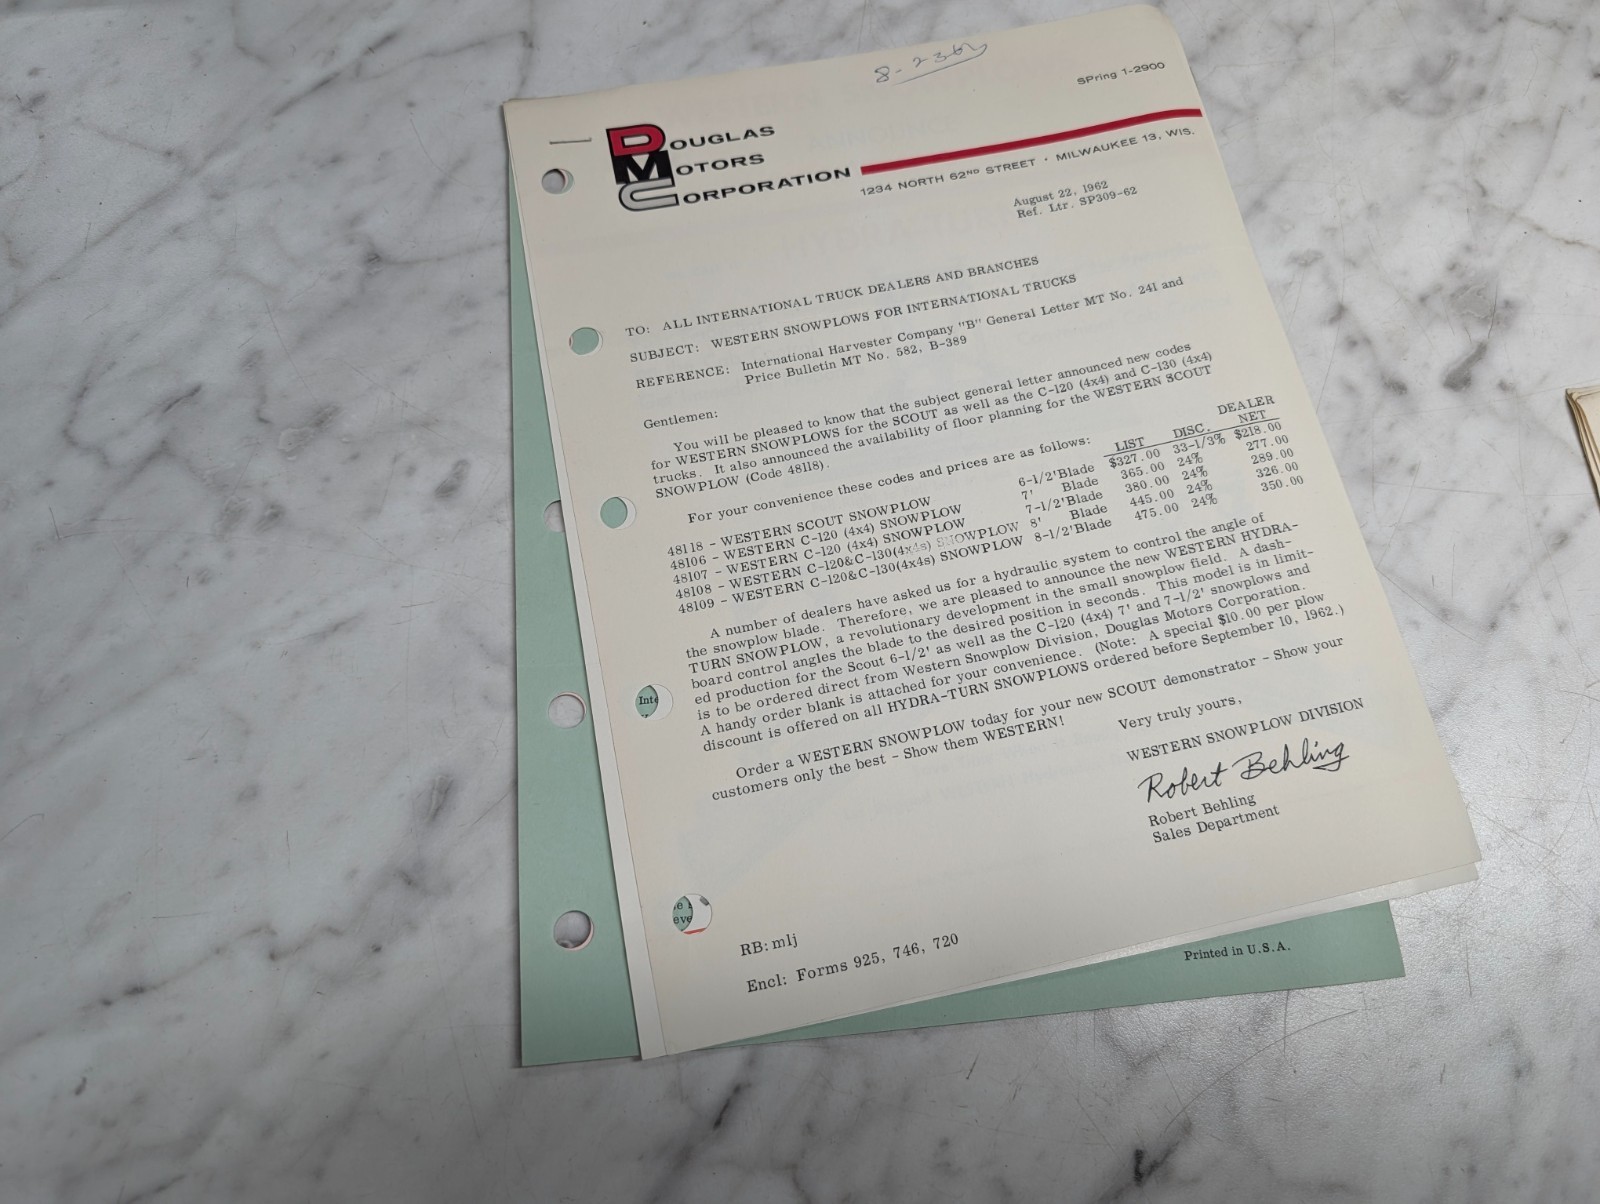 8-23-62
SPring 1-2900
DOUGLAS
MOTORS
CORPORATION
1234 NORTH 62ND STREET · MILWAUKEE 13, WIS.
August 22, 1962
Ref. Ltr. SP309-62
TO: ALL INTERNATIONAL TRUCK DEALERS AND BRANCHES
SUBJECT: WESTERN SNOWPLOWS FOR INTERNATIONAL TRUCKS
REFERENCE: International Harvester Company "B" General Letter MT No. 241 and
Price Bulletin MT No. 582, B-389
Gentlemen:
You will be pleased to know that the subject general letter announced new codes
for WESTERN SNOWPLOWS for the SCOUT as well as the C-120 (4x4) and C-130 (4x4)
trucks. It also announced the availability of floor planning for the WESTERN SCOUT
SNOWPLOW (Code 48118).
For your convenience these codes and prices are as follows:
LIST DISC. DEALER NET
48118 - WESTERN SCOUT SNOWPLOW 6-1/2'Blade $327.00 33-1/3% $218.00
48106 - WESTERN C-120 (4x4) SNOWPLOW 7' Blade 365.00 24% 277.00
48107 - WESTERN C-120 (4x4) SNOWPLOW 7-1/2'Blade 380.00 24% 289.00
48108 - WESTERN C-120&C-130(4x4s) SNOWPLOW 8' Blade 445.00 24% 326.00
48109 - WESTERN C-120&C-130(4x4s) SNOWPLOW 8-1/2'Blade 475.00 24% 350.00
A number of dealers have asked us for a hydraulic system to control the angle of
the snowplow blade. Therefore, we are pleased to announce the new WESTERN HYDRA-
TURN SNOWPLOW, a revolutionary development in the small snowplow field. A dash-
board control angles the blade to the desired position in seconds. This model is in limit-
ed production for the Scout 6-1/2' as well as the C-120 (4x4) 7' and 7-1/2' snowplows and
is to be ordered direct from Western Snowplow Division, Douglas Motors Corporation.
A handy order blank is attached for your convenience. (Note: A special $10.00 per plow
discount is offered on all HYDRA-TURN SNOWPLOWS ordered before September 10, 1962.)
Order a WESTERN SNOWPLOW today for your new SCOUT demonstrator - Show your
customers only the best - Show them WESTERN!
Very truly yours,
WESTERN SNOWPLOW DIVISION
Robert Behling
Robert Behling
Sales Department
RB:mlj
Encl: Forms 925, 746, 720
Printed in U.S.A.